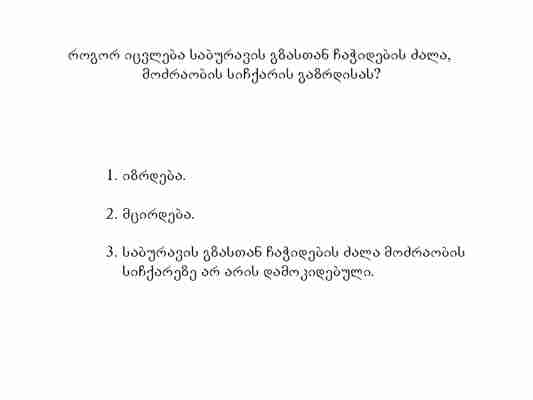 როგორ იცვლება საბურავის გზასთან ჩაჭიდების ძალა,
მოძრაობის სიჩქარის გაზრდისას?
1. იზრდება.
2. მცირდება.
3. საბურავის გზასთან ჩაჭიდების ძალა მოძრაობის
სიჩქარეზე არ არის დამოკიდებული.